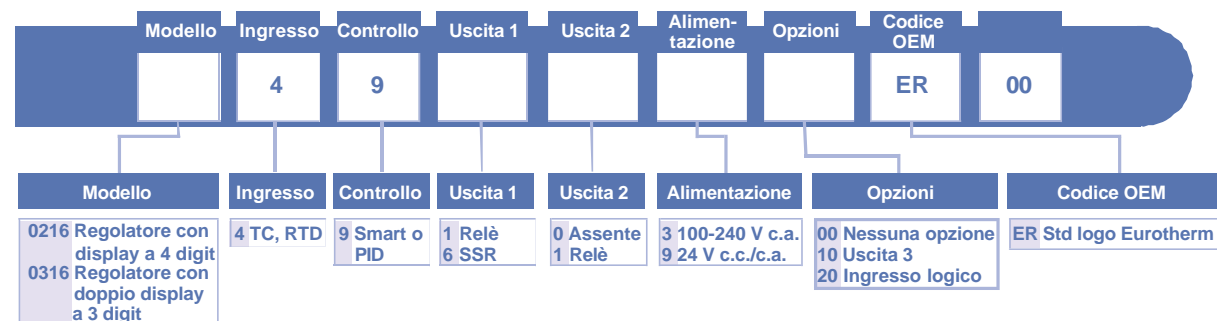 Modello Ingresso Controllo Uscita 1 Uscita 2 Alimen- Opzioni Codice
tazione OEM
4 9 ER 00
Modello
0216 Regolatore con
display a 4 digit
0316 Regolatore con
doppio display
a 3 digit
Ingresso
4 TC, RTD
Controllo
9 Smart o
PID
Uscita 1
1 Relè
6 SSR
Uscita 2
0 Assente
1 Relè
Alimentazione
3 100-240 V c.a.
9 24 V c.c./c.a.
Opzioni
00 Nessuna opzione
10 Uscita 3
20 Ingresso logico
Codice OEM
ER Std logo Eurotherm